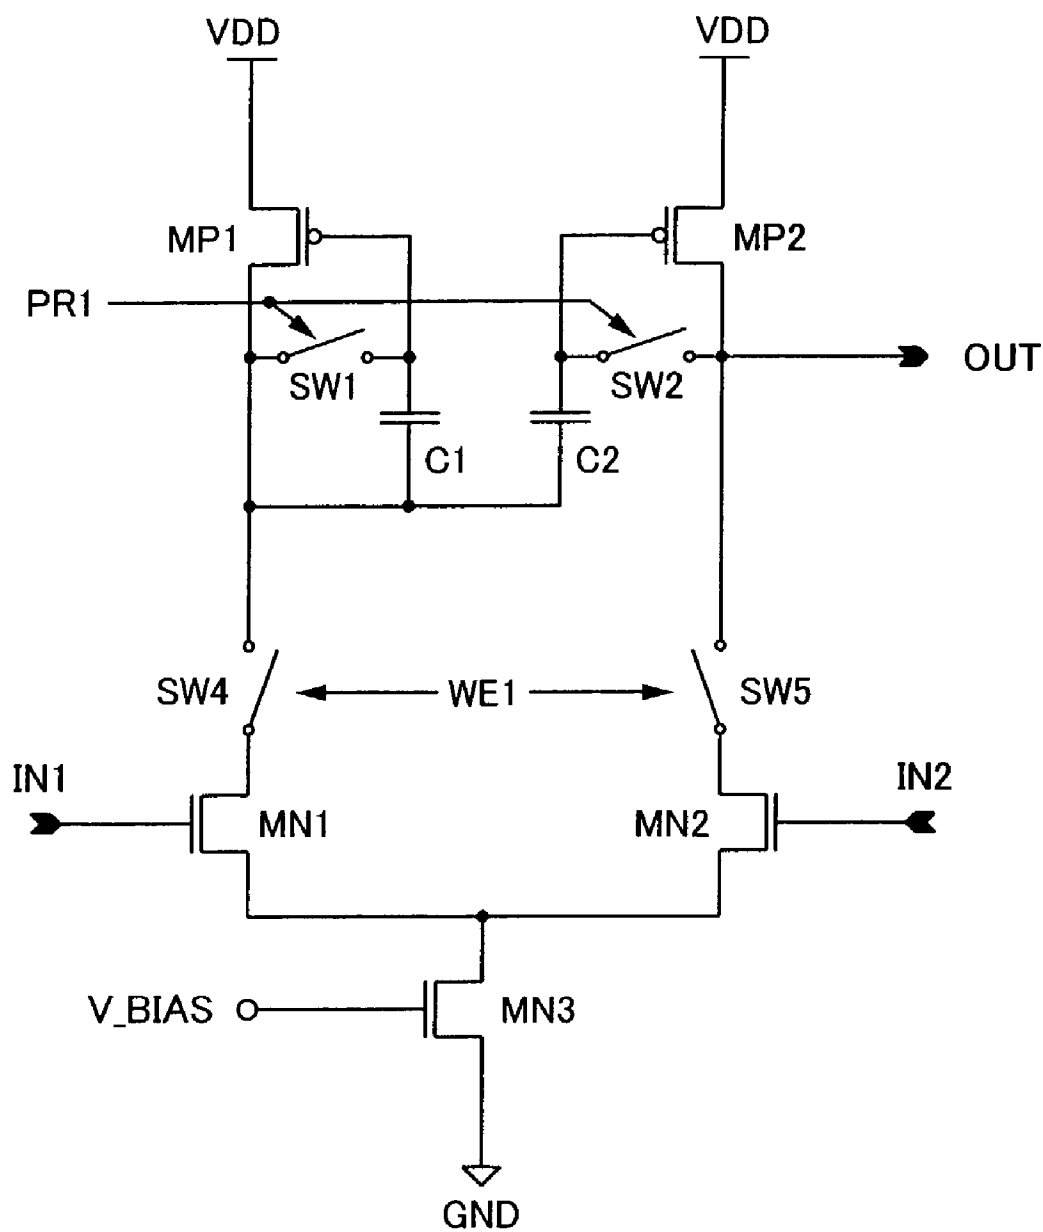 VDD VDD
MP1 MP2
PR1
SW1 SW2 OUT
C1 C2
SW4 WE1 SW5
IN1 IN2
MN1 MN2
V_BIAS MN3
GND